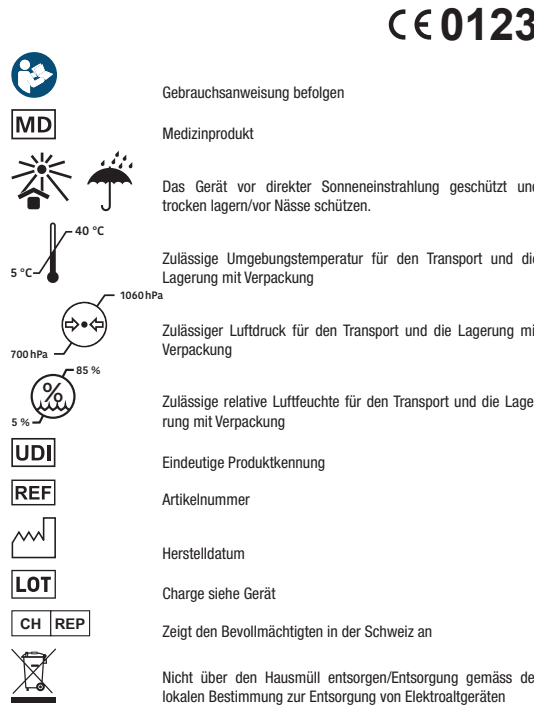 CE 0123
Gebrauchsanweisung befolgen
MD
Medizinprodukt
Das Gerät vor direkter Sonneneinstrahlung geschützt und
trocken lagern/vor Nässe schützen.
40 °C
5 °C
Zulässige Umgebungstemperatur für den Transport und die
Lagerung mit Verpackung
1060 hPa
700 hPa
Zulässiger Luftdruck für den Transport und die Lagerung mi
Verpackung
85 %
%
5 %
Zulässige relative Luftfeuchte für den Transport und die Lage
rung mit Verpackung
UDI
Eindeutige Produktkennung
REF
Artikelnummer
Herstelldatum
LOT
Charge siehe Gerät
CH REP
Zeigt den Bevollmächtigten in der Schweiz an
Nicht über den Hausmüll entsorgen/Entsorgung gemäss de
lokalen Bestimmung zur Entsorgung von Elektroaltgeräten